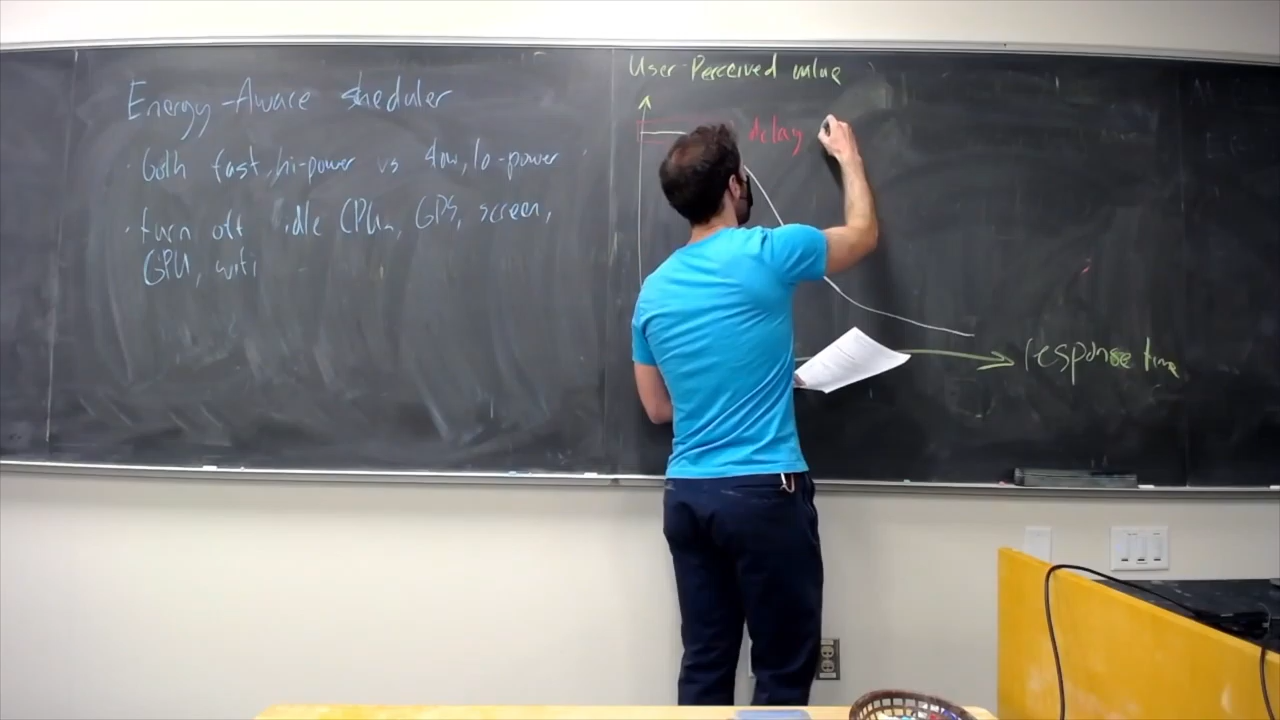 Energy-Aware sheduler
· both fast, hi-power vs slow, lo-power
· turn off idle CPUs, GPS, screen,
GPU, wifi
User-Perceived value
delay
response time